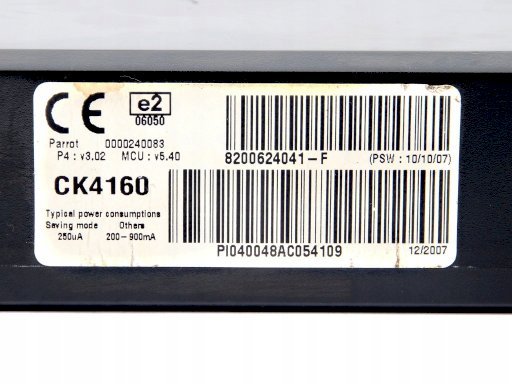 CE e2
06050
Parrot 0000240083
P4 : v3.02 MCU : v5.40
8200624041-F (PSW : 10/10/07)
CK4160
Typical power consumptions
Saving mode Others
250uA 200-900mA
PI040048AC054109 12/2007